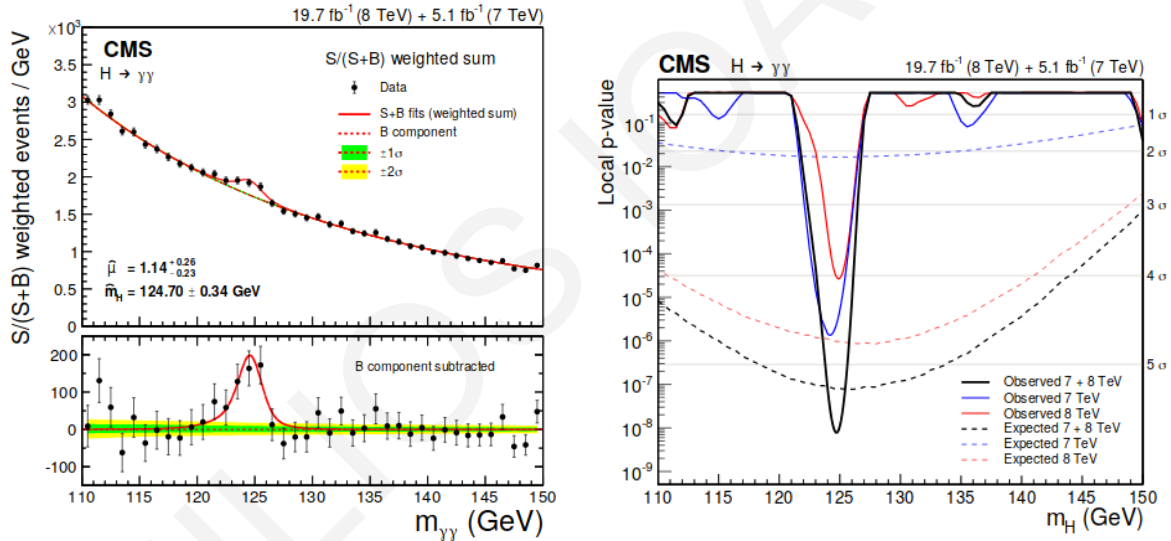 19.7 fb⁻¹ (8 TeV) + 5.1 fb⁻¹ (7 TeV)
×10³
CMS
H → γγ
S/(S+B) weighted sum
Data
S+B fits (weighted sum)
B component
±1σ
±2σ
S/(S+B) weighted events / GeV
3.5
3
2.5
2
1.5
1
0.5
0
μ̂ = 1.14 +0.26 −0.23
m̂H = 124.70 ± 0.34 GeV
B component subtracted
200
100
0
-100
110 115 120 125 130 135 140 145 150
mγγ (GeV)
CMS H → γγ 19.7 fb⁻¹ (8 TeV) + 5.1 fb⁻¹ (7 TeV)
Local p-value
10⁻¹
10⁻²
10⁻³
10⁻⁴
10⁻⁵
10⁻⁶
10⁻⁷
10⁻⁸
10⁻⁹
1 σ
2 σ
3 σ
4 σ
5 σ
Observed 7 + 8 TeV
Observed 7 TeV
Observed 8 TeV
Expected 7 + 8 TeV
Expected 7 TeV
Expected 8 TeV
110 115 120 125 130 135 140 145 150
mH (GeV)